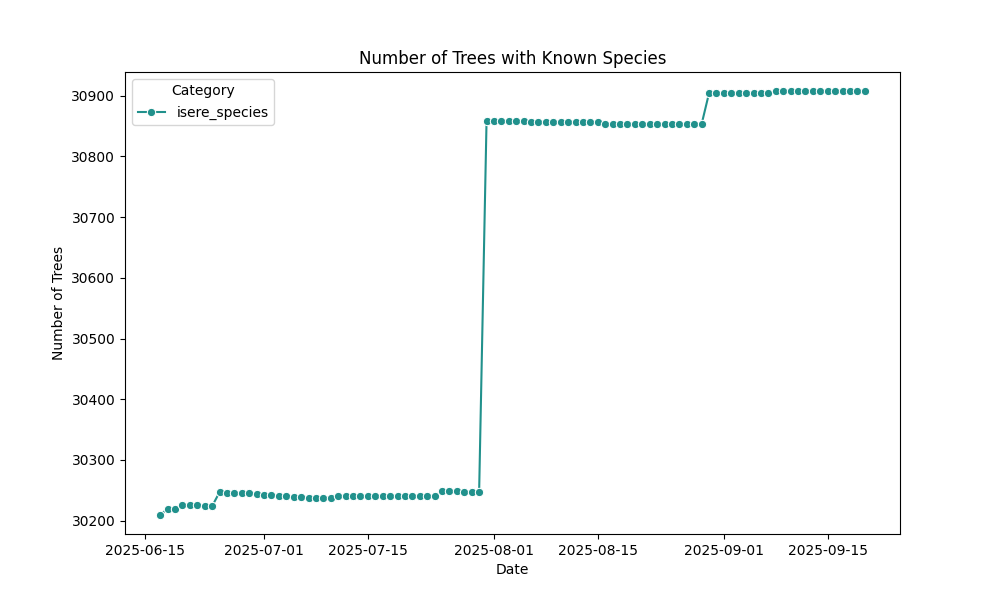 Number of Trees with Known Species
Category
isere_species
30900
30800
30700
30600
30500
30400
30300
30200
Number of Trees
2025-06-15 2025-07-01 2025-07-15 2025-08-01 2025-08-15 2025-09-01 2025-09-15
Date